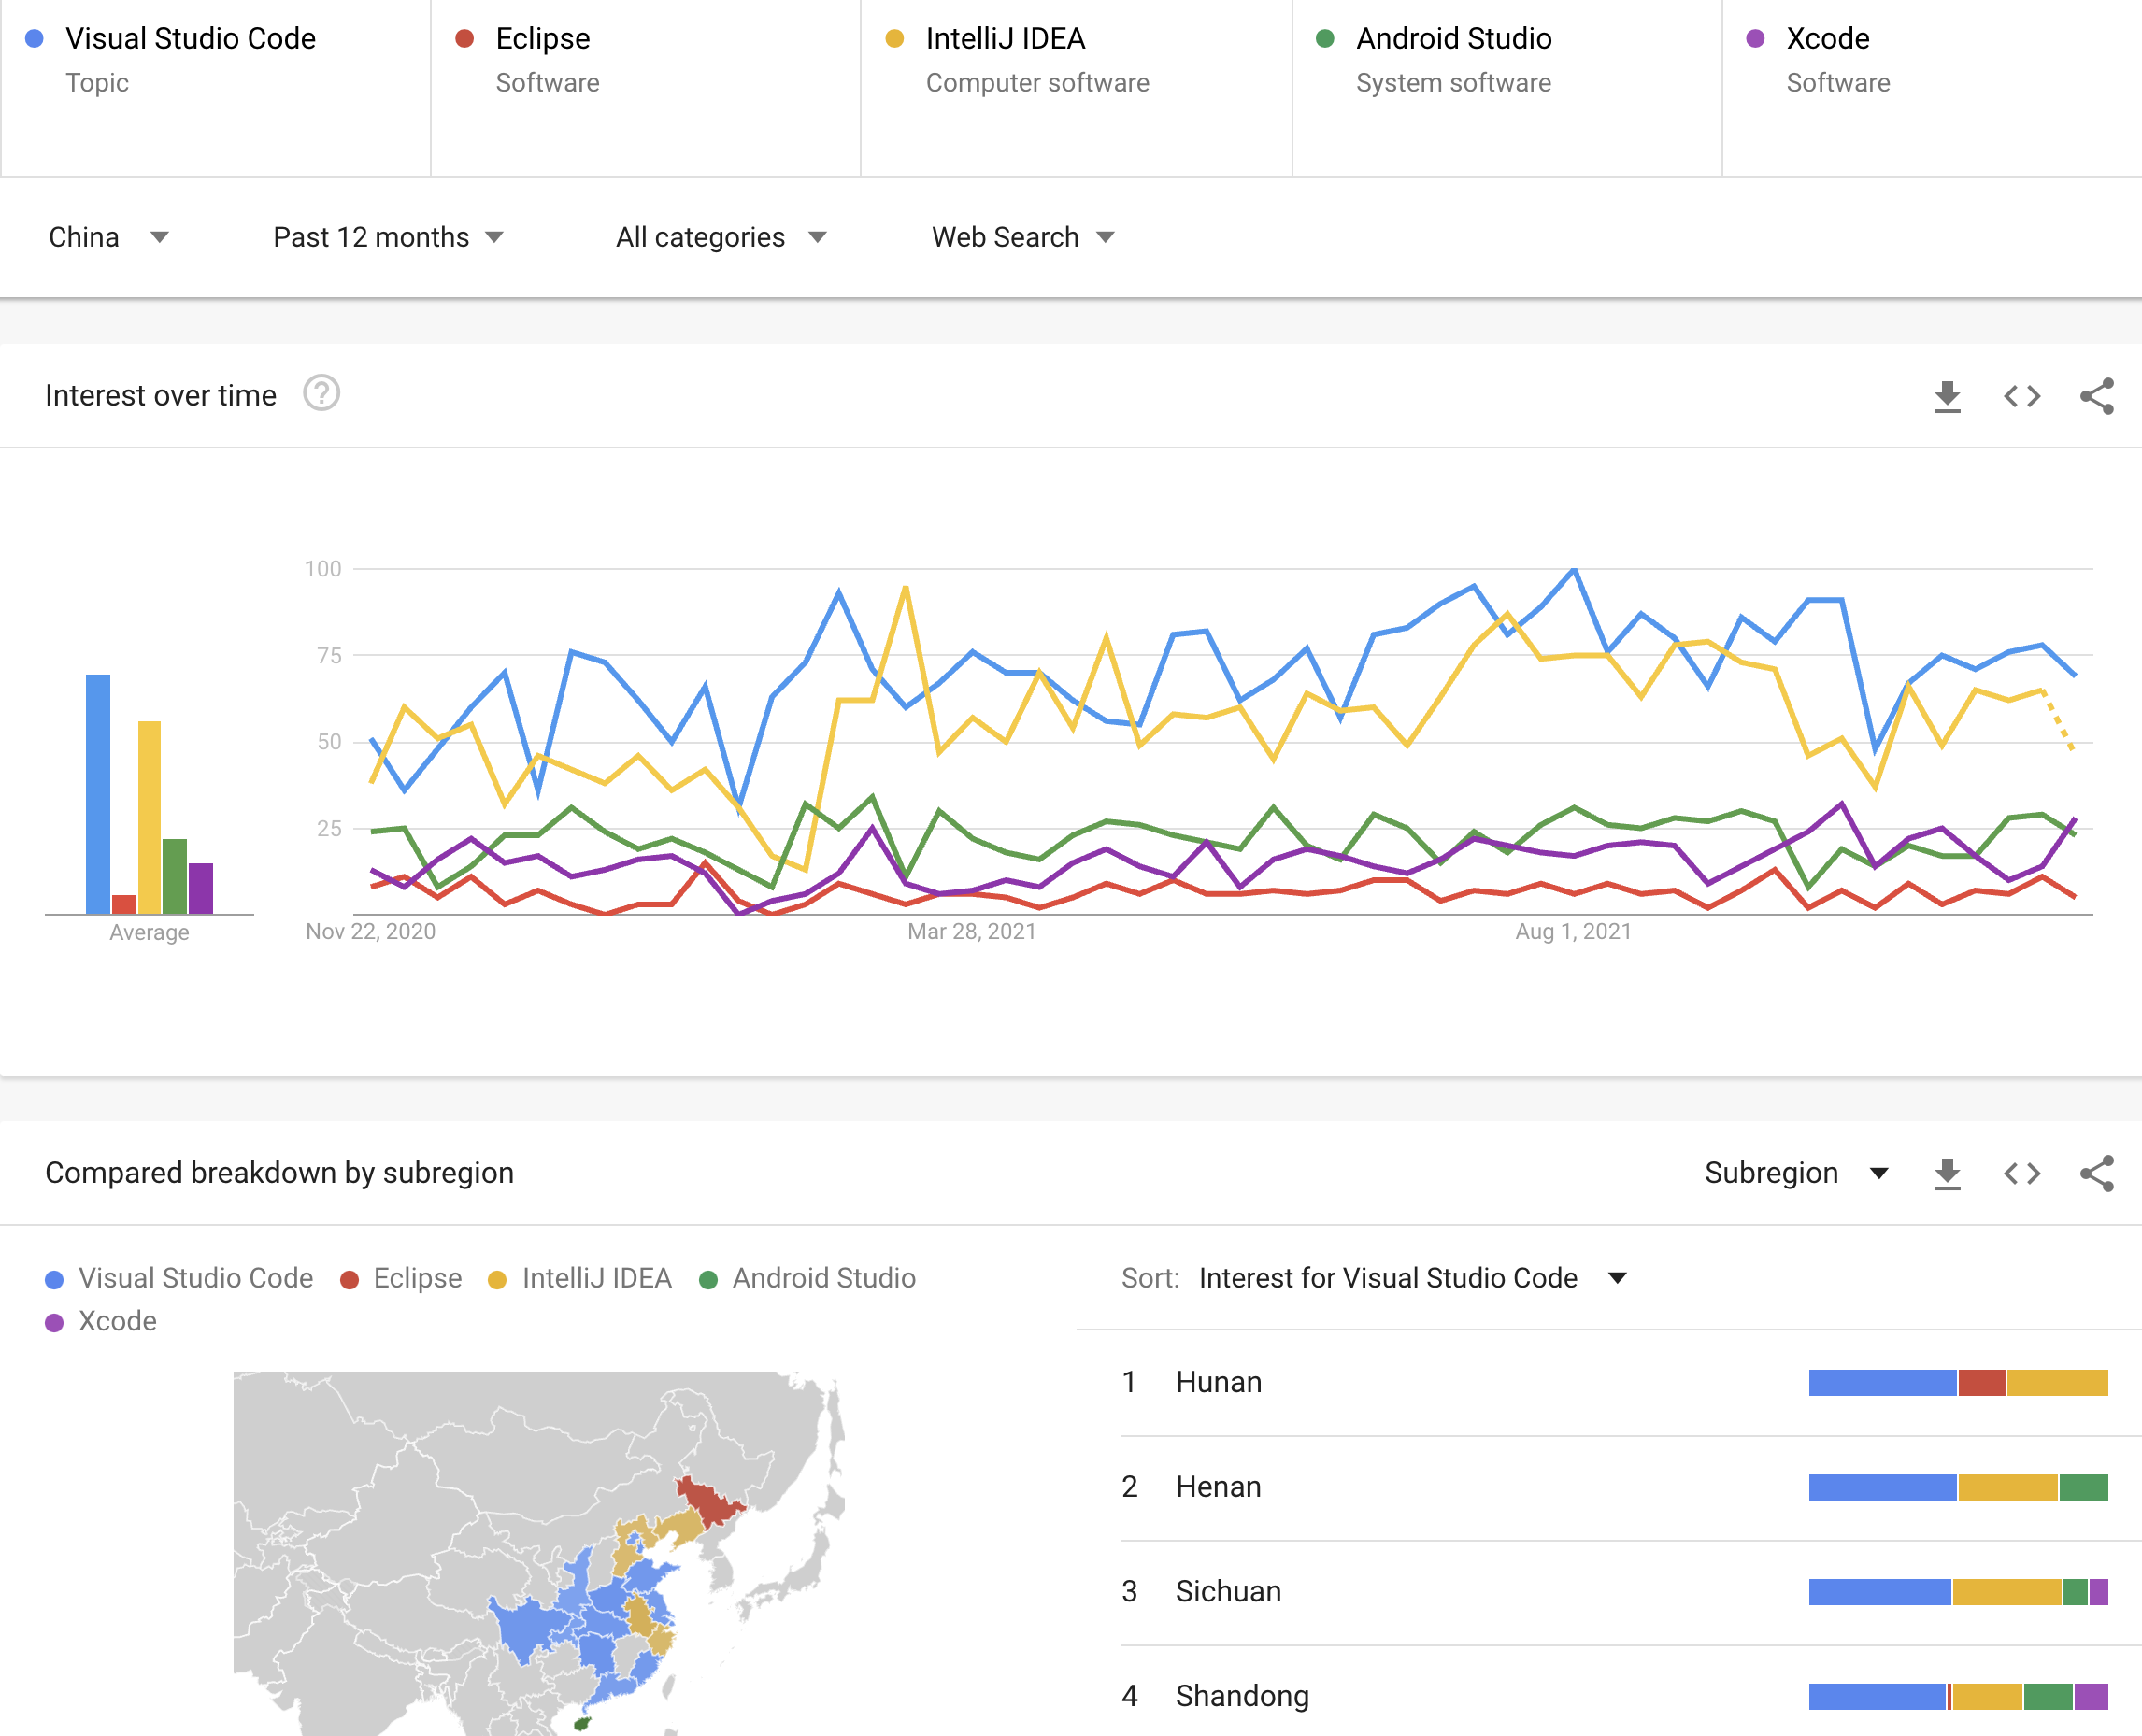 Visual Studio Code
Topic
Eclipse
Software
IntelliJ IDEA
Computer software
Android Studio
System software
Xcode
Software
China
Past 12 months
All categories
Web Search
Interest over time
?
100
75
50
25
Average
Nov 22, 2020
Mar 28, 2021
Aug 1, 2021
Compared breakdown by subregion
Subregion
Visual Studio Code Eclipse IntelliJ IDEA Android Studio
Xcode
Sort: Interest for Visual Studio Code
1 Hunan
2 Henan
3 Sichuan
4 Shandong